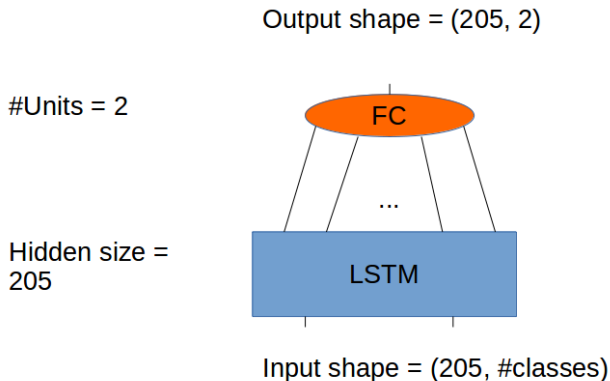 Output shape = (205, 2)
#Units = 2
FC
...
Hidden size =
205
LSTM
Input shape = (205, #classes)